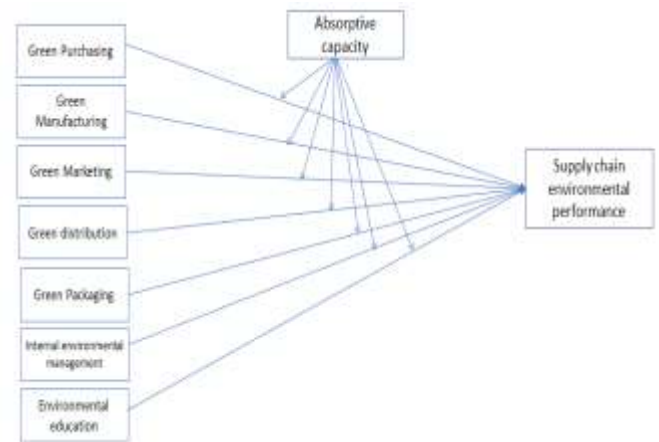 Absorptive
capacity
Green Purchasing
Green
Manufacturing
Green Marketing
Green distribution
Green Packaging
Internal environmental
management
Environmental
education
Supply chain
environmental
performance